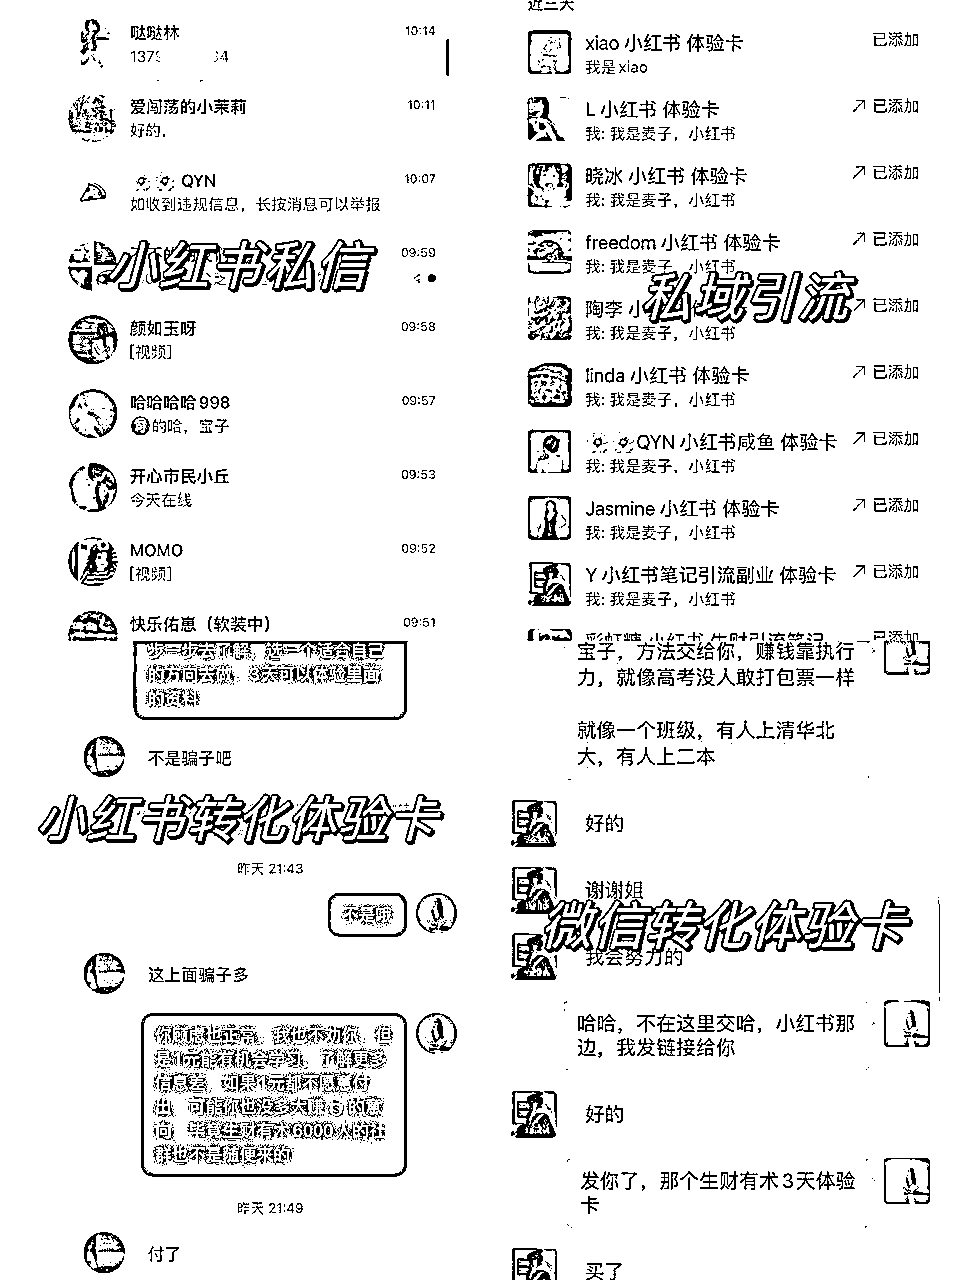 哒哒林
10:14
爱闯荡的小茉莉
10:11
好的,
QYN
10:07
如收到违规信息，长按消息可以举报
小红书私信
09:59
颜如玉呀
09:58
[视频]
哈哈哈哈998
09:57
的哈，宝子
开心市民小丘
09:53
今天在线
MOMO
09:52
[视频]
快乐佑崽（软装中）
09:51
近三天
xiao 小红书 体验卡
已添加
我是xiao
L 小红书 体验卡
已添加
我: 我是麦子，小红书
晓冰 小红书 体验卡
已添加
我: 我是麦子，小红书
freedom 小红书 体验卡
已添加
我: 我是麦子，小红书
私域引流
陶李 小
已添加
我: 我是麦子，小红书
linda 小红书 体验卡
已添加
我: 我是麦子，小红书
QYN 小红书咸鱼 体验卡
已添加
我: 我是麦子，小红书
Jasmine 小红书 体验卡
已添加
我: 我是麦子，小红书
Y 小红书笔记引流副业 体验卡
已添加
我: 我是麦子，小红书
步一步去了解，选一个适合自己
的方向去做，3天可以体验里面
的资料
不是骗子吧
小红书转化体验卡
昨天 21:43
不是哦
这上面骗子多
你顾虑也正常，我也不劝你，但
是1元能有机会学习，了解更多
信息差，如果1元都不愿意付
出，可能你也没多大赚 的意
向，毕竟生财有术6000人的社
群也不是随便来的
昨天 21:49
付了
宝子，方法交给你，赚钱靠执行
力，就像高考没人敢打包票一样
就像一个班级，有人上清华北
大，有人上二本
好的
谢谢姐
微信转化体验卡
我会努力的
哈哈，不在这里交哈，小红书那
边，我发链接给你
好的
发你了，那个生财有术3天体验
卡
买了